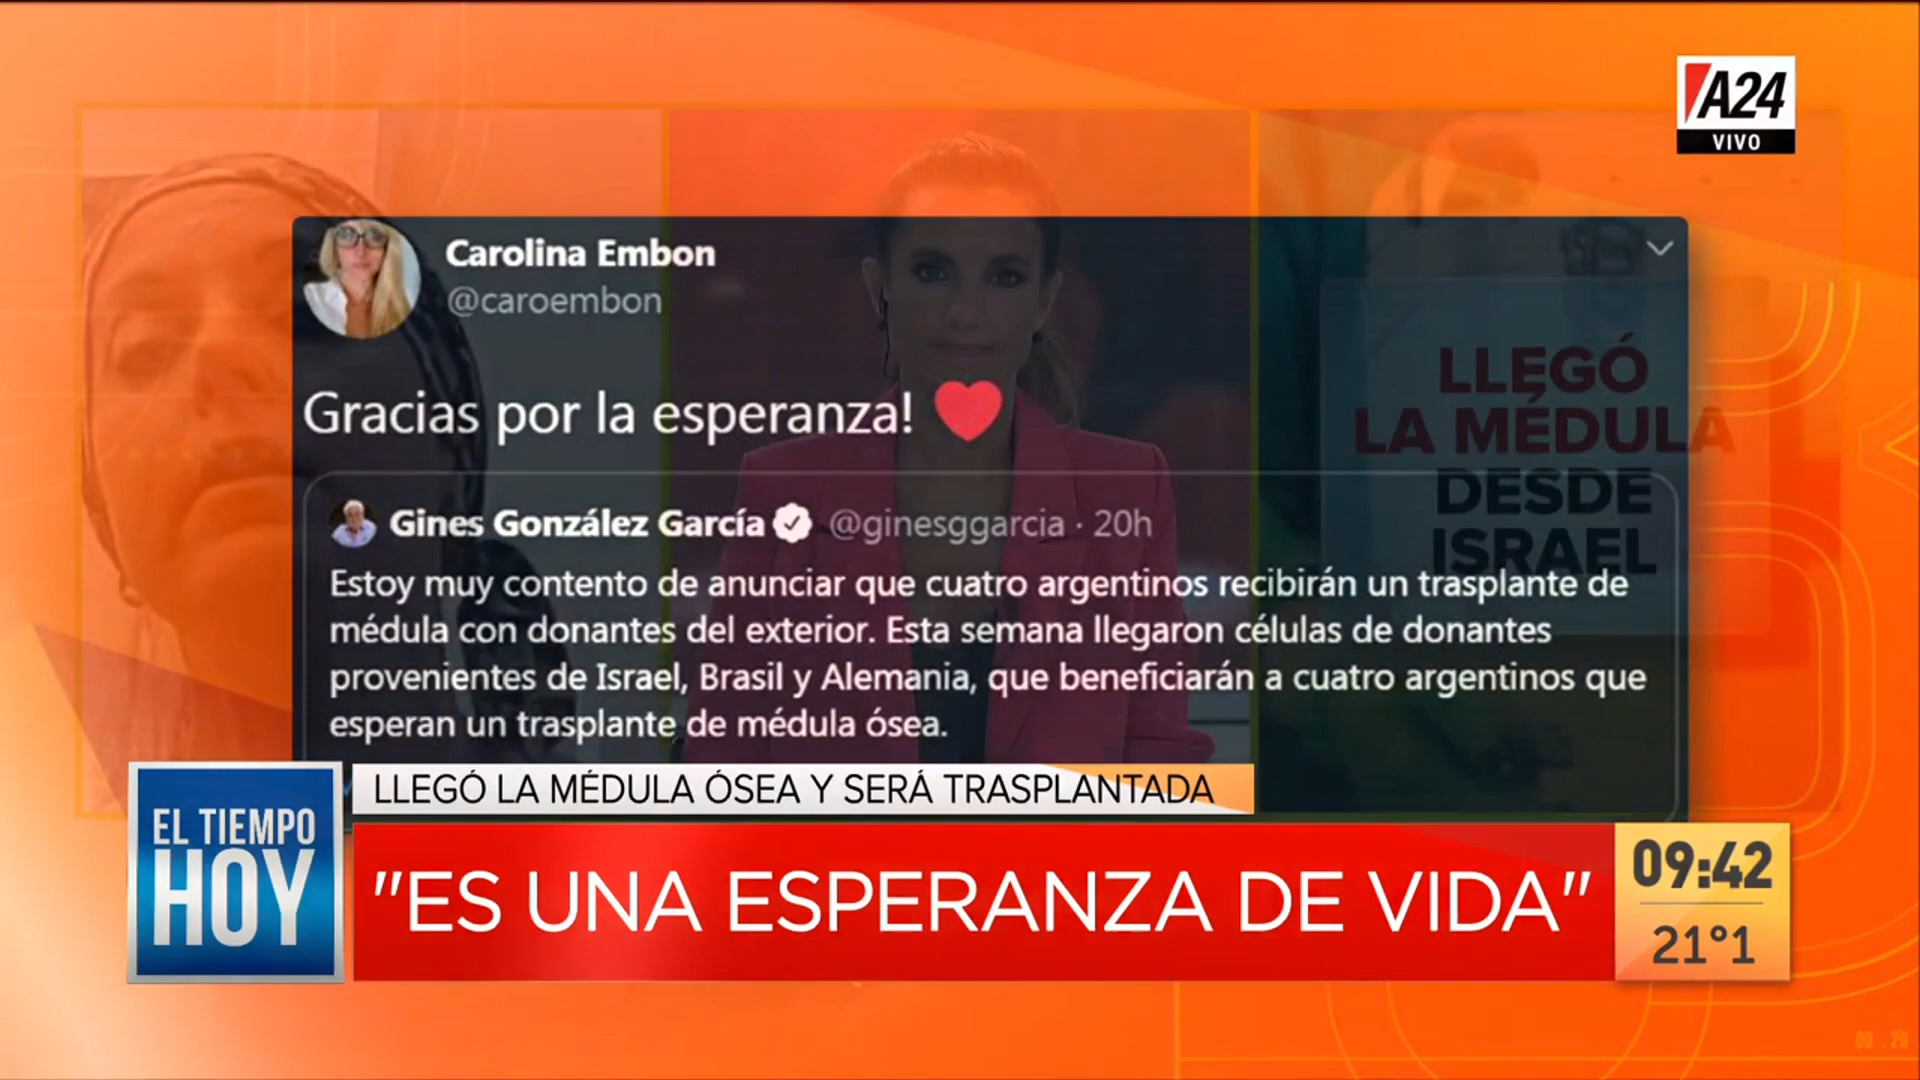 A24
VIVO
Carolina Embon
@caroembon
Gracias por la esperanza! ❤
Gines González García @ginesggarcia · 20h
Estoy muy contento de anunciar que cuatro argentinos recibirán un trasplante de
médula con donantes del exterior. Esta semana llegaron células de donantes
provenientes de Israel, Brasil y Alemania, que beneficiarán a cuatro argentinos que
esperan un trasplante de médula ósea.
LLEGÓ
LA MÉDULA
DESDE
ISRAEL
LLEGÓ LA MÉDULA ÓSEA Y SERÁ TRASPLANTADA
EL TIEMPO
HOY
"ES UNA ESPERANZA DE VIDA"
09:42
21°1